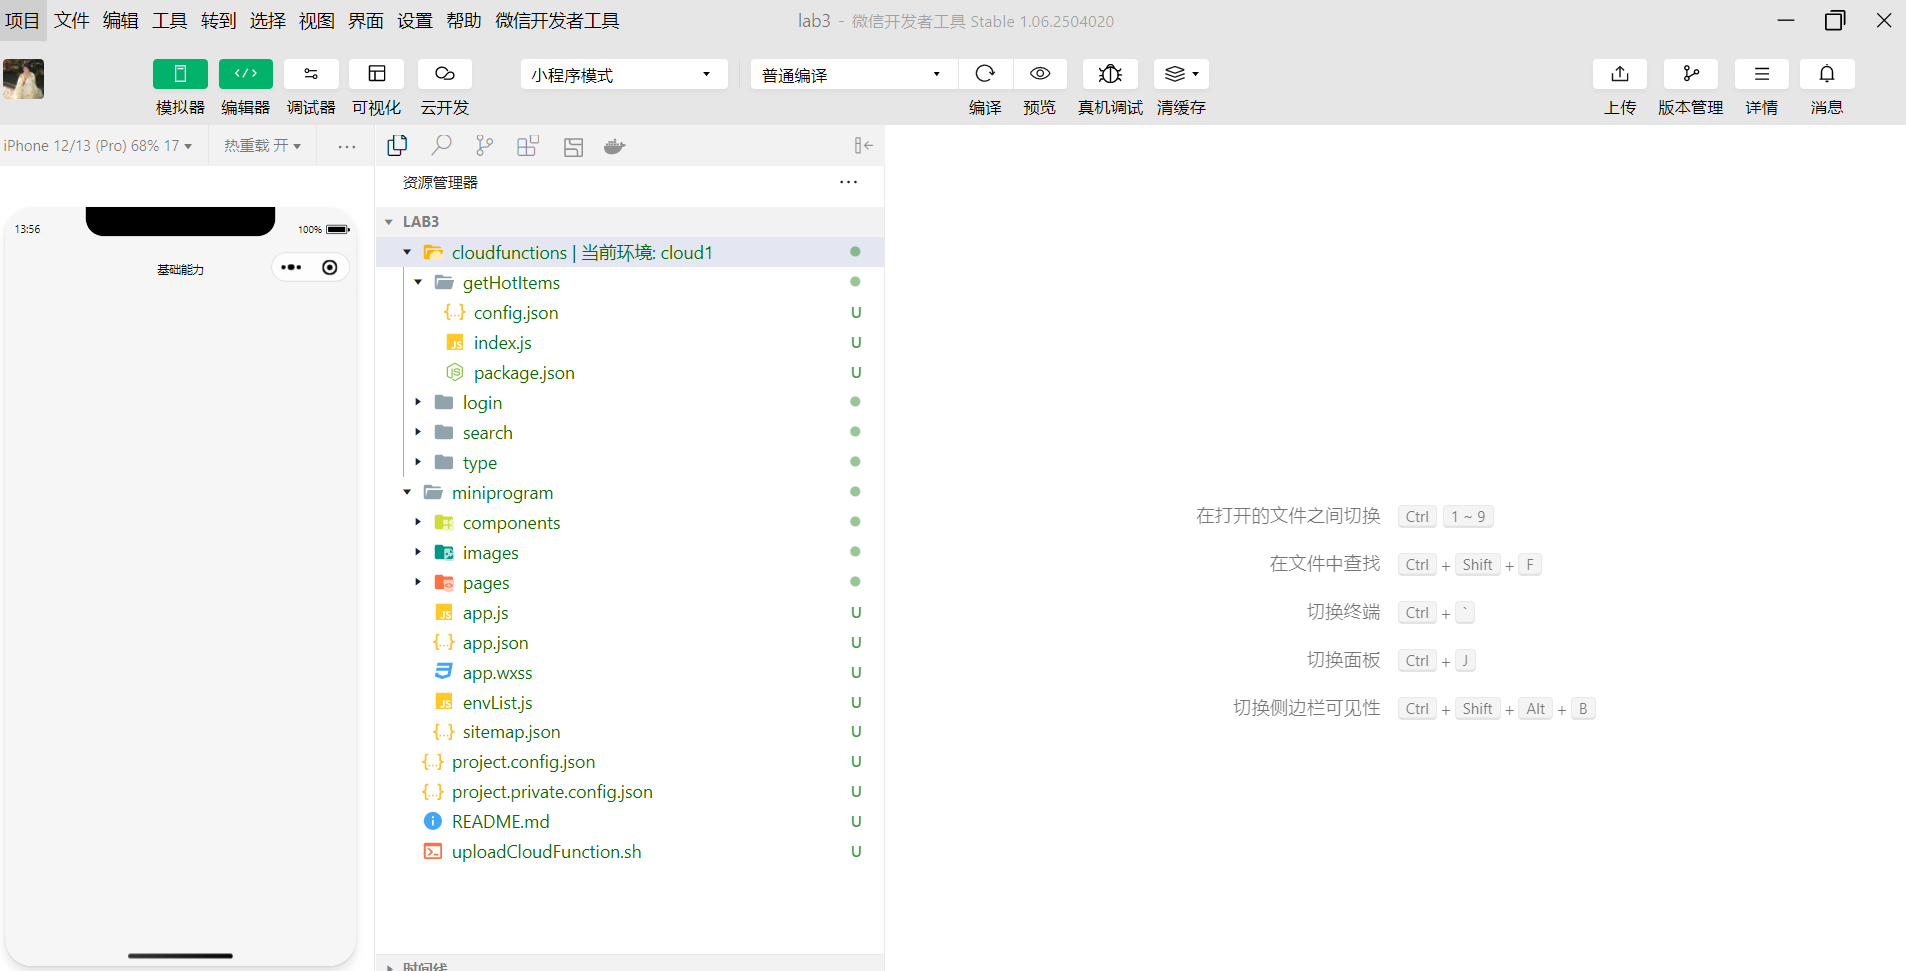 项目 文件 编辑 工具 转到 选择 视图 界面 设置 帮助 微信开发者工具 lab3 - 微信开发者工具 Stable 1.06.2504020
小程序模式 普通编译
模拟器 编辑器 调试器 可视化 云开发 编译 预览 真机调试 清缓存 上传 版本管理 详情 消息
iPhone 12/13 (Pro) 68% 17 热重载 开
资源管理器
13:56 100%
基础能力
LAB3
cloudfunctions | 当前环境: cloud1
getHotItems
config.json U
index.js U
package.json U
login
search
type
miniprogram
components
images
pages
app.js U
app.json U
app.wxss U
envList.js U
sitemap.json U
project.config.json U
project.private.config.json U
README.md U
uploadCloudFunction.sh U
时间线
在打开的文件之间切换 Ctrl 1 ~ 9
在文件中查找 Ctrl + Shift + F
切换终端 Ctrl + `
切换面板 Ctrl + J
切换侧边栏可见性 Ctrl + Shift + Alt + B